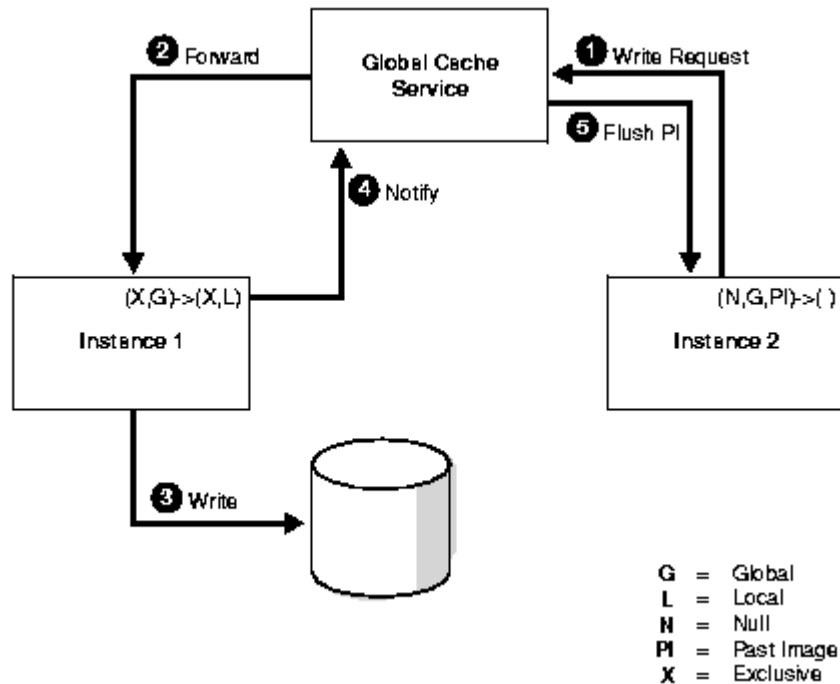 2 Forward
Global Cache
Service
1 Write Request
5 Flush PI
4 Notify
(X,G)->(X,L)
Instance 1
(N,G,PI)->( )
Instance 2
3 Write
G = Global
L = Local
N = Null
PI = Past Image
X = Exclusive